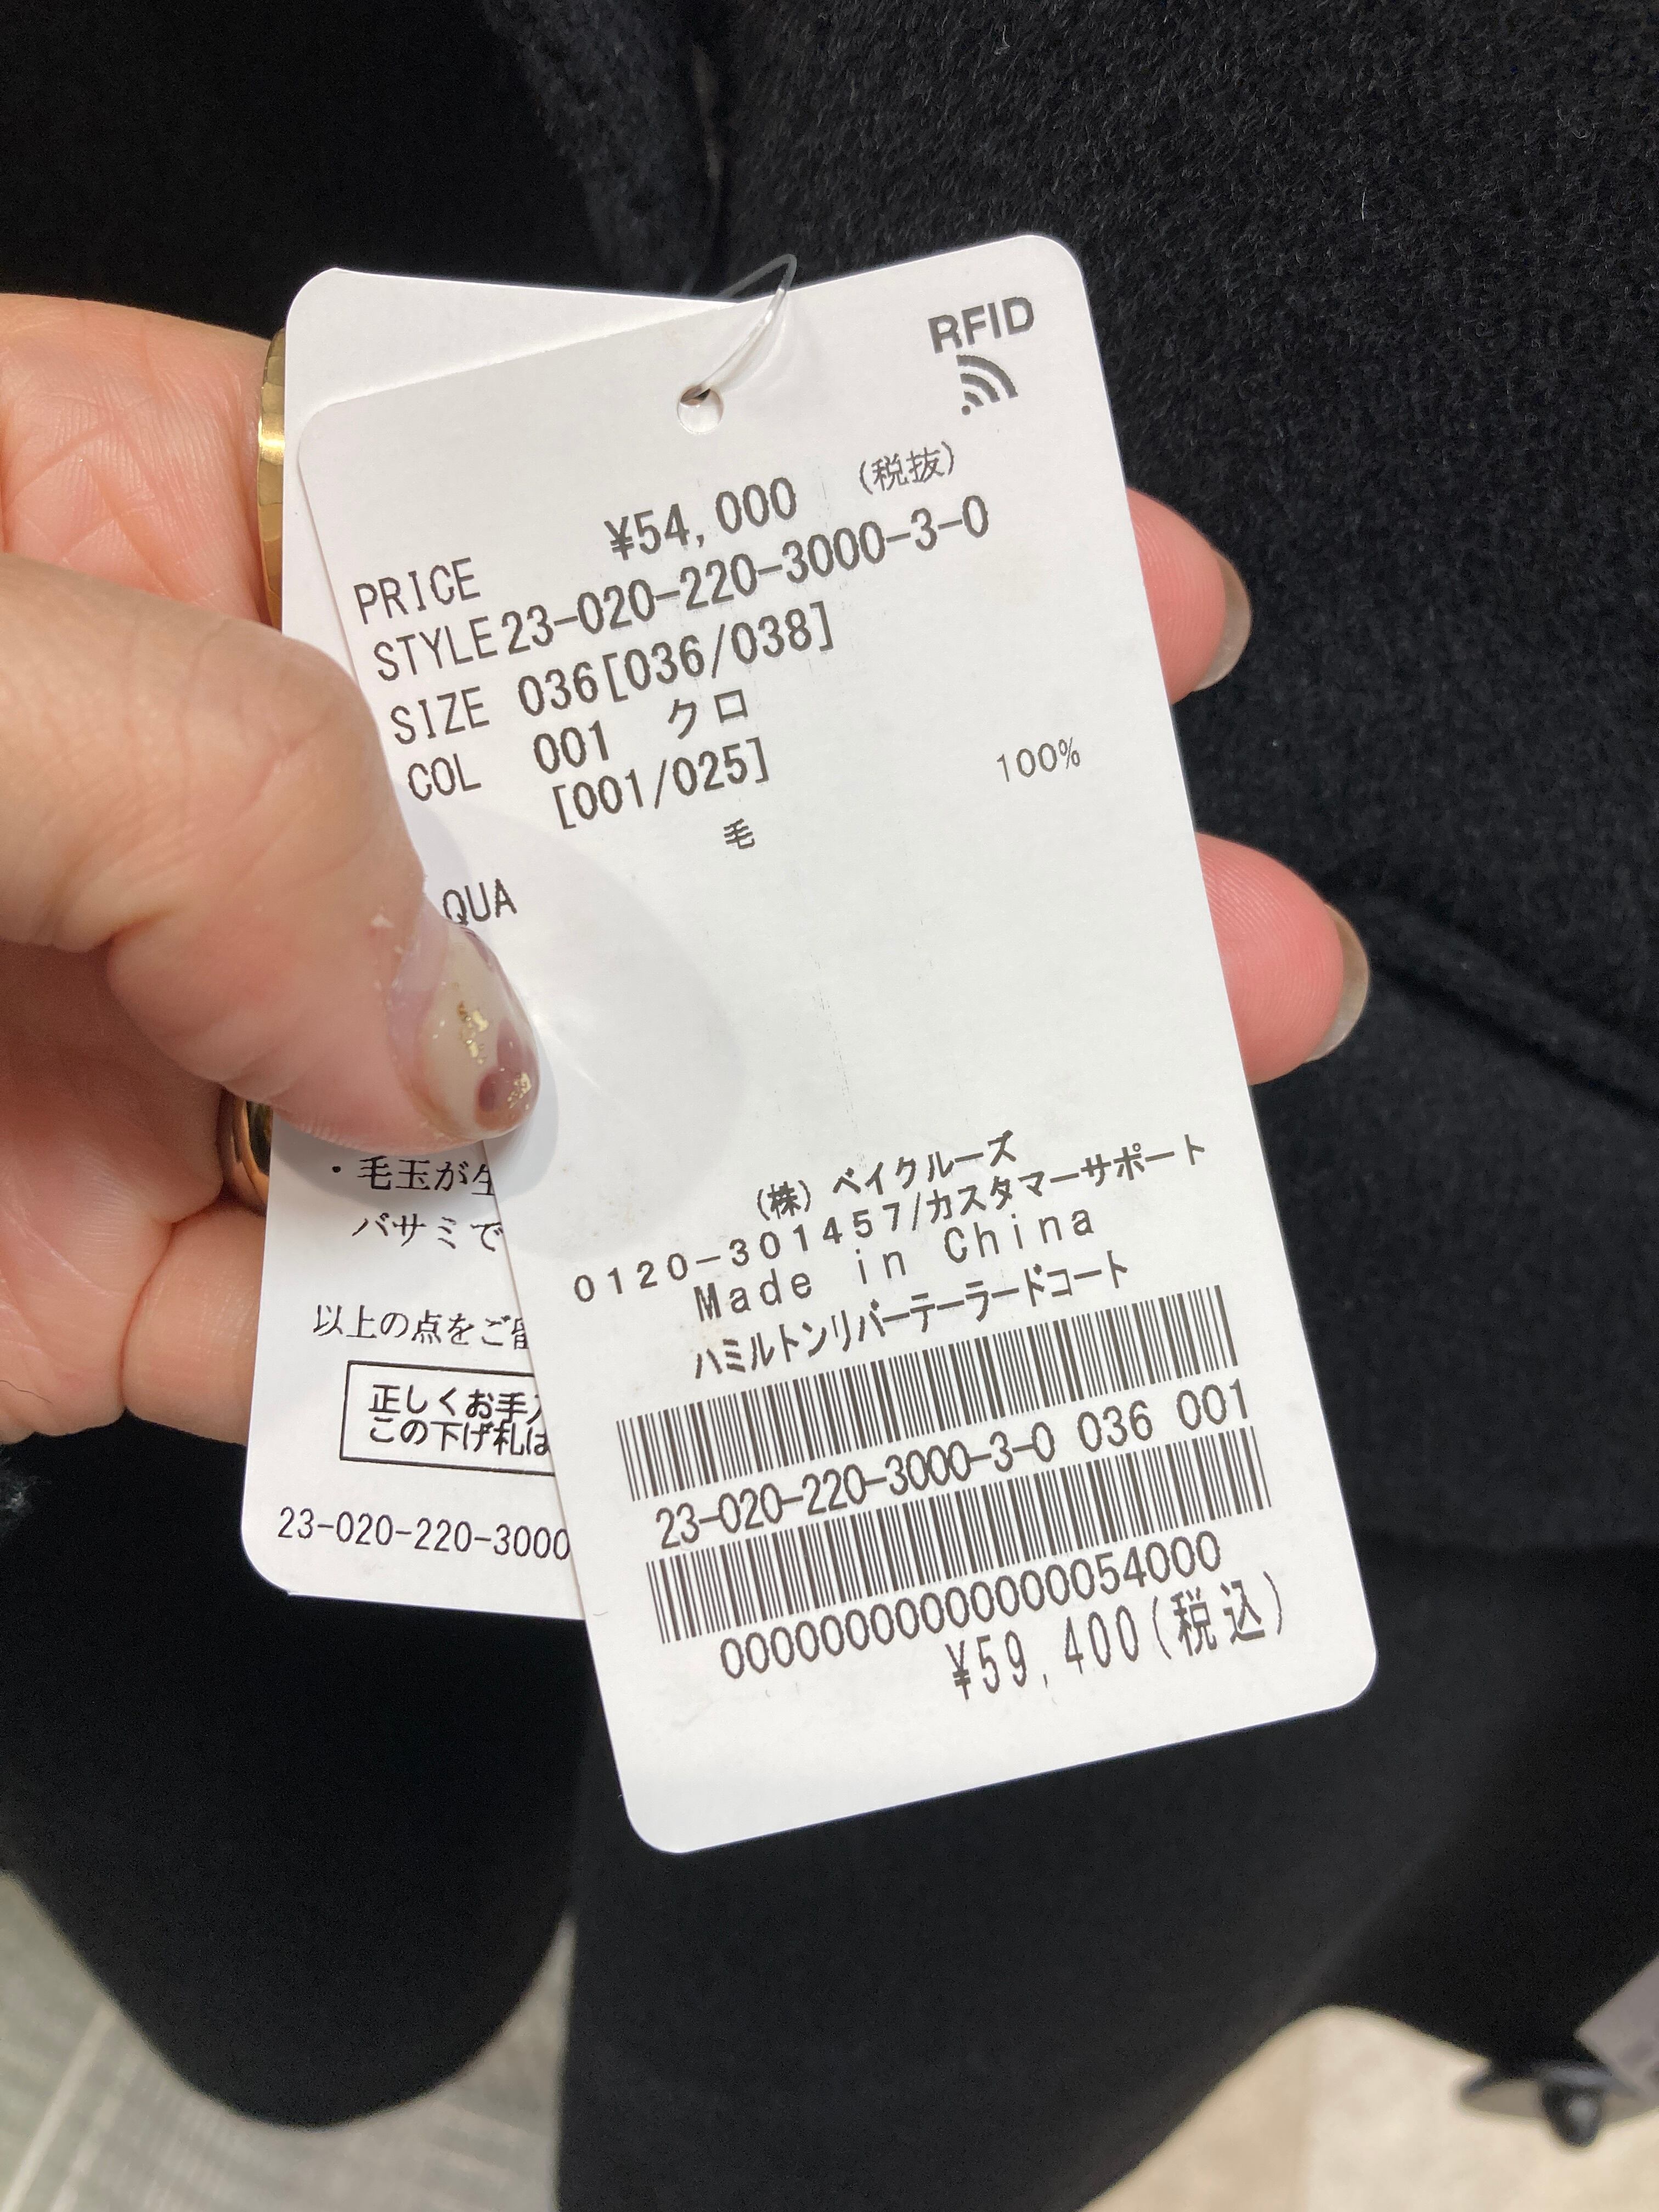 RFID
PRICE ¥54,000 (税抜)
STYLE 23-020-220-3000-3-0
SIZE 036[036/038]
COL 001 クロ
[001/025]
QUA 毛 100%
(株) ベイクルーズ
0120-301457/カスタマーサポート
Made in China
ハミルトンリバーテーラードコート
23-020-220-3000-3-0 036 001
0000000000000054000
¥59,400(税込)
・毛玉が生
バサミで
以上の点をご留
正しくお手入
この下げ札は
23-020-220-3000